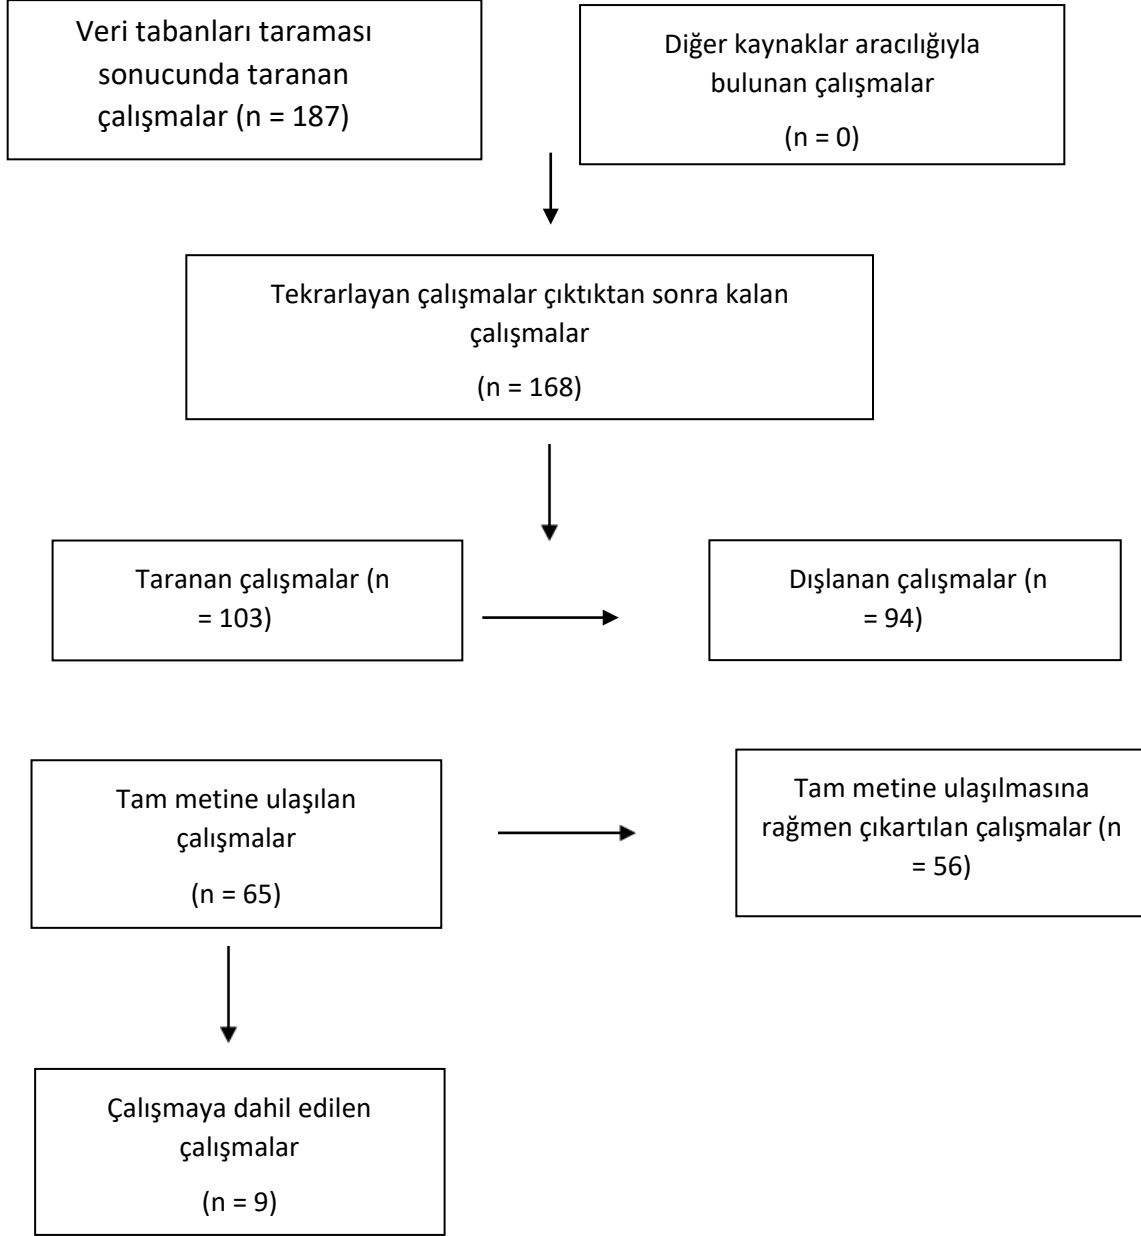 Veri tabanları taraması
sonucunda taranan
çalışmalar (n = 187)
Diğer kaynaklar aracılığıyla
bulunan çalışmalar
(n = 0)
Tekrarlayan çalışmalar çıktıktan sonra kalan
çalışmalar
(n = 168)
Taranan çalışmalar (n
= 103)
Dışlanan çalışmalar (n
= 94)
Tam metine ulaşılan
çalışmalar
(n = 65)
Tam metine ulaşılmasına
rağmen çıkartılan çalışmalar (n
= 56)
Çalışmaya dahil edilen
çalışmalar
(n = 9)